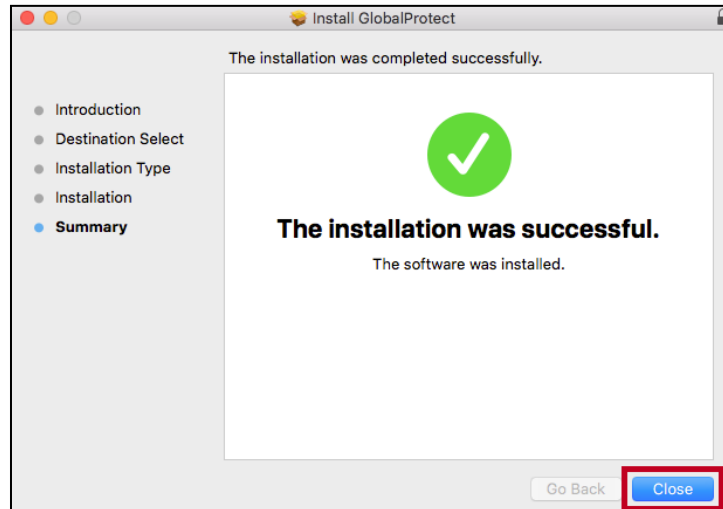 Install GlobalProtect
The installation was completed successfully.
Introduction
Destination Select
Installation Type
Installation
Summary
The installation was successful.
The software was installed.
Go Back
Close